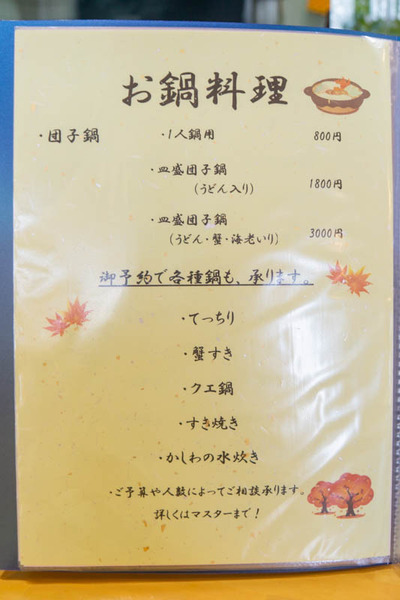 お鍋料理
・団子鍋 ・1人鍋用 800円
・皿盛団子鍋
(うどん入り) 1800円
・皿盛団子鍋
(うどん・蟹・海老いり) 3000円
御予約で各種鍋も、承ります。
・てっちり
・蟹すき
・クエ鍋
・すき焼き
・かしわの水炊き
・ご予算や人数によってご相談承ります。
詳しくはマスターまで！